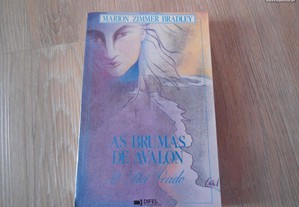 MARION ZIMMER BRADLEY
AS BRUMAS
DE AVALON
DIFEL